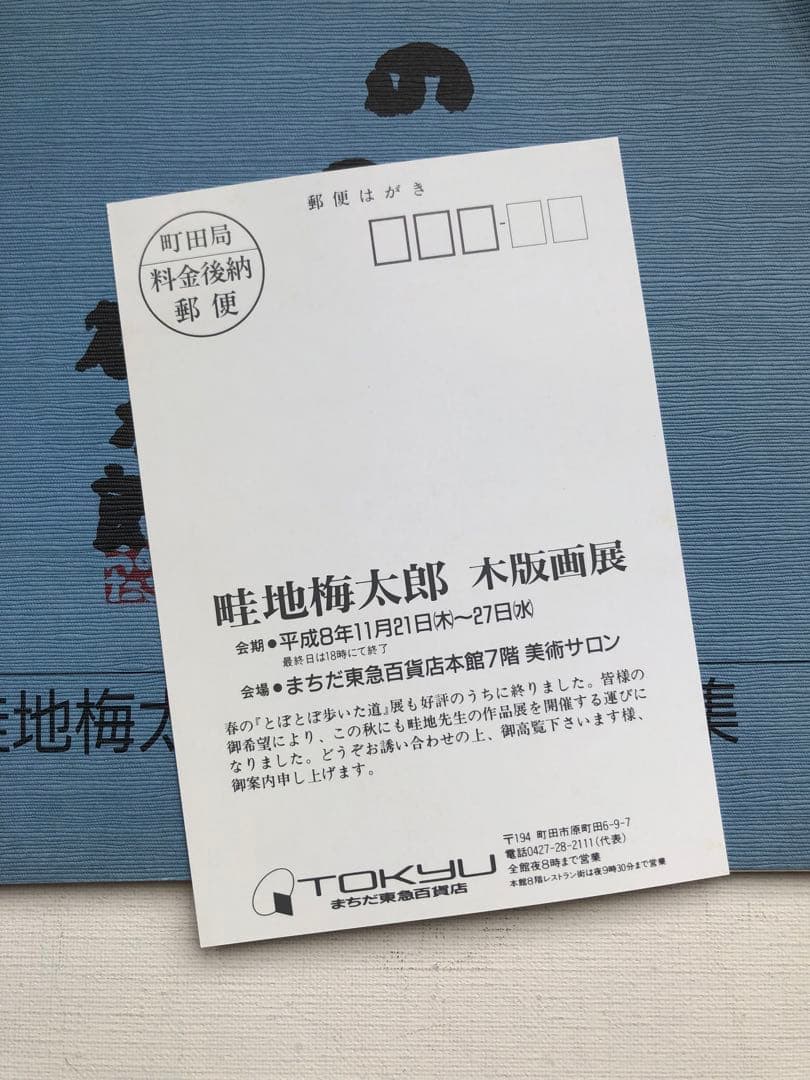 の
郵便はがき
町田局
料金後納
郵便
畦地梅太郎 木版画展
会期●平成8年11月21日㈭〜27日㈬
最終日は18時にて終了
会場●まちだ東急百貨店本館7階 美術サロン
春の『とぼとぼ歩いた道』展も好評のうちに終りました。皆様の
御希望により、この秋にも畦地先生の作品展を開催する運びに
なりました。どうぞお誘い合わせの上、御高覧下さいます様、
御案内申し上げます。
TOKYU
まちだ東急百貨店
〒194 町田市原町田6-9-7
電話0427-28-2111(代表)
全館夜8時まで営業
本館8階レストラン街は夜9時30分まで営業
畦地梅太
集